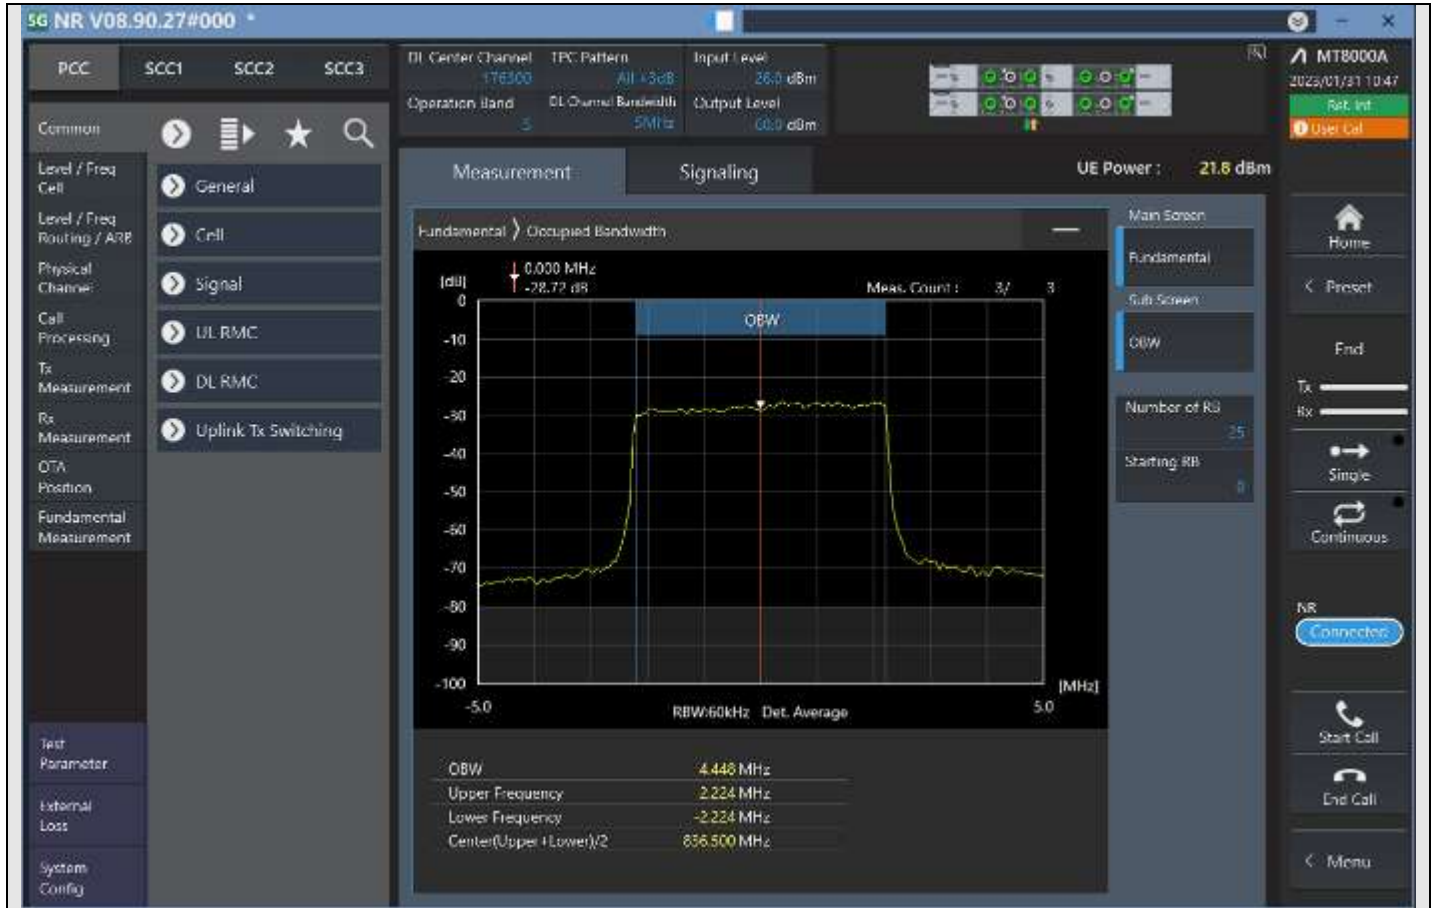 SG NR V08.90.27#000 *
PCC SCC1 SCC2 SCC3
DL Center Channel
176300
TPC Pattern
All +3dB
Input Level
26.0 dBm
Operation Band
5
DL Channel Bandwidth
5MHz
Output Level
dBm
MT8000A
2023/01/31 10:47
Ref. Int
User Cal
Common
Level / Freq
Cell
Level / Freq
Routing / ARB
Physical
Channel
Call
Processing
Tx
Measurement
Rx
Measurement
OTA
Position
Fundamental
Measurement
Test
Parameter
External
Loss
System
Config
General
Cell
Signal
UL RMC
DL RMC
Uplink Tx Switching
Measurement Signaling
UE Power : 21.8 dBm
Fundamental Occupied Bandwidth
0.000 MHz
[dB] -28.72 dB Meas. Count : 3/ 3
OBW
0
-10
-20
-30
-40
-50
-60
-70
-80
-90
-100
[MHz]
-5.0 RBW:60kHz Det. Average 5.0
OBW 4.448 MHz
Upper Frequency 2.224 MHz
Lower Frequency -2.224 MHz
Center(Upper+Lower)/2 836.500 MHz
Main Screen
Fundamental
Sub Screen
OBW
Number of RB
25
Starting RB
0
Home
Preset
End
Tx
Rx
Single
Continuous
NR
Connected
Start Call
End Call
Menu